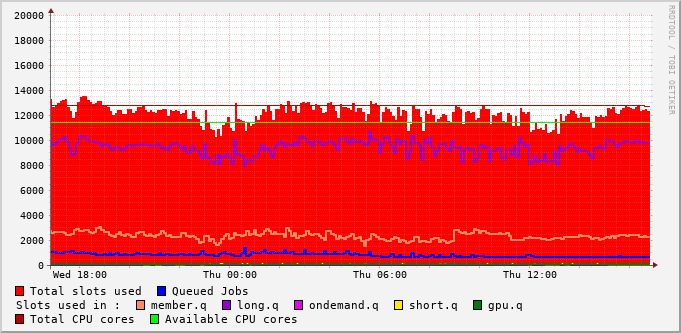 20000
18000
16000
14000
12000
10000
8000
6000
4000
2000
0
Wed 18:00 Thu 00:00 Thu 06:00 Thu 12:00
RRDTOOL / TOBI OETIKER
Total slots used Queued Jobs
Slots used in : member.q long.q ondemand.q short.q gpu.q
Total CPU cores Available CPU cores